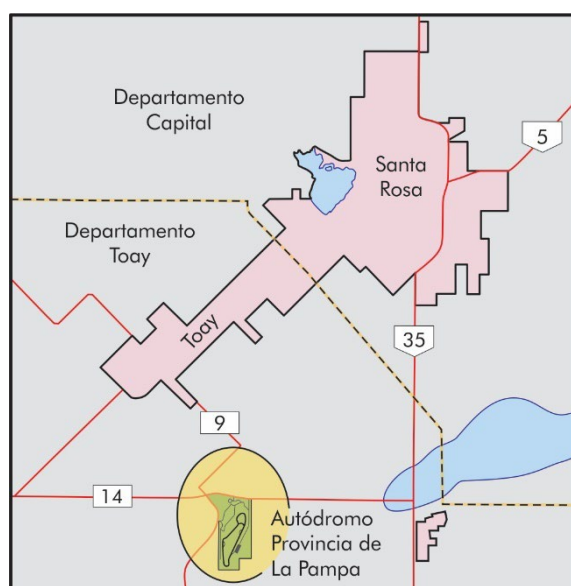 Departamento
Capital
5
Santa
Rosa
Departamento
Toay
Toay
35
9
14
Autódromo
Provincia de
La Pampa